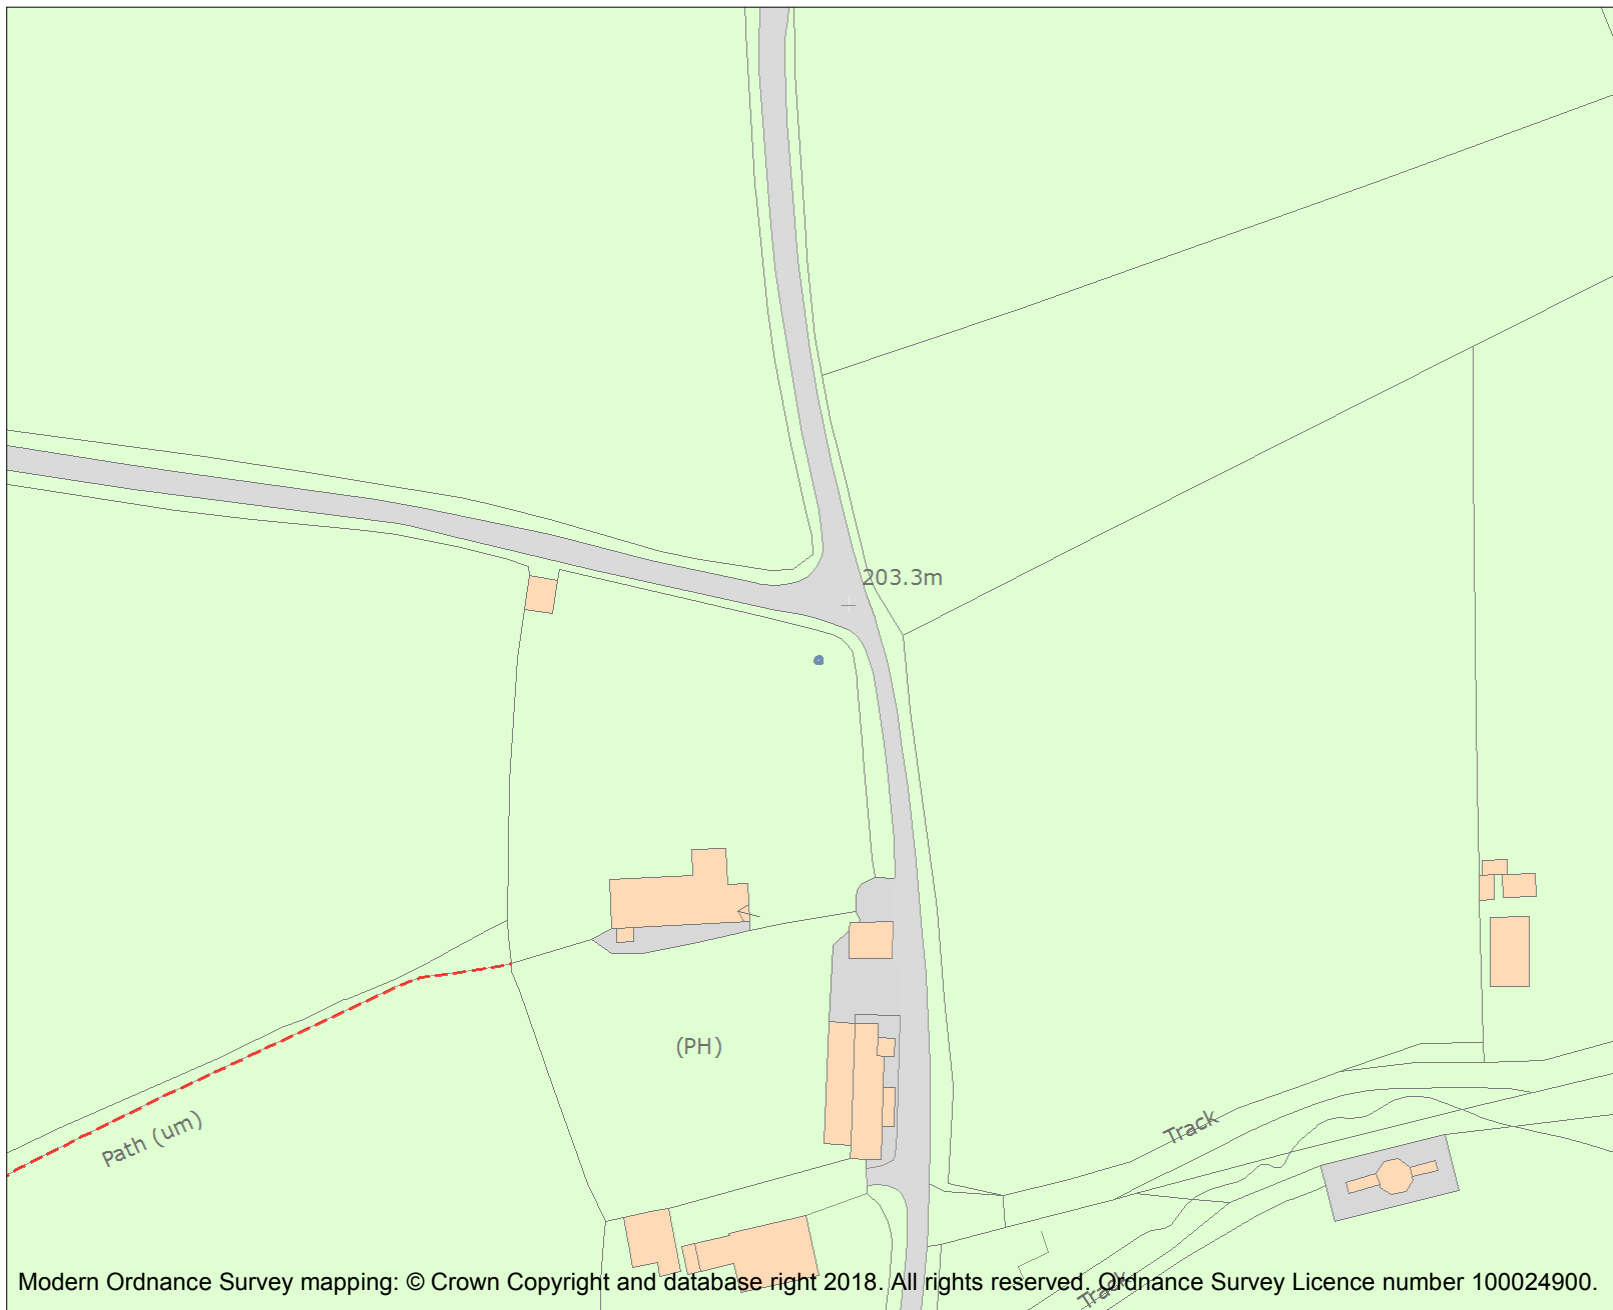 203.3m
(PH)
Path (um)
Track
Track
Modern Ordnance Survey mapping: © Crown Copyright and database right 2018. All rights reserved. Ordnance Survey Licence number 100024900.